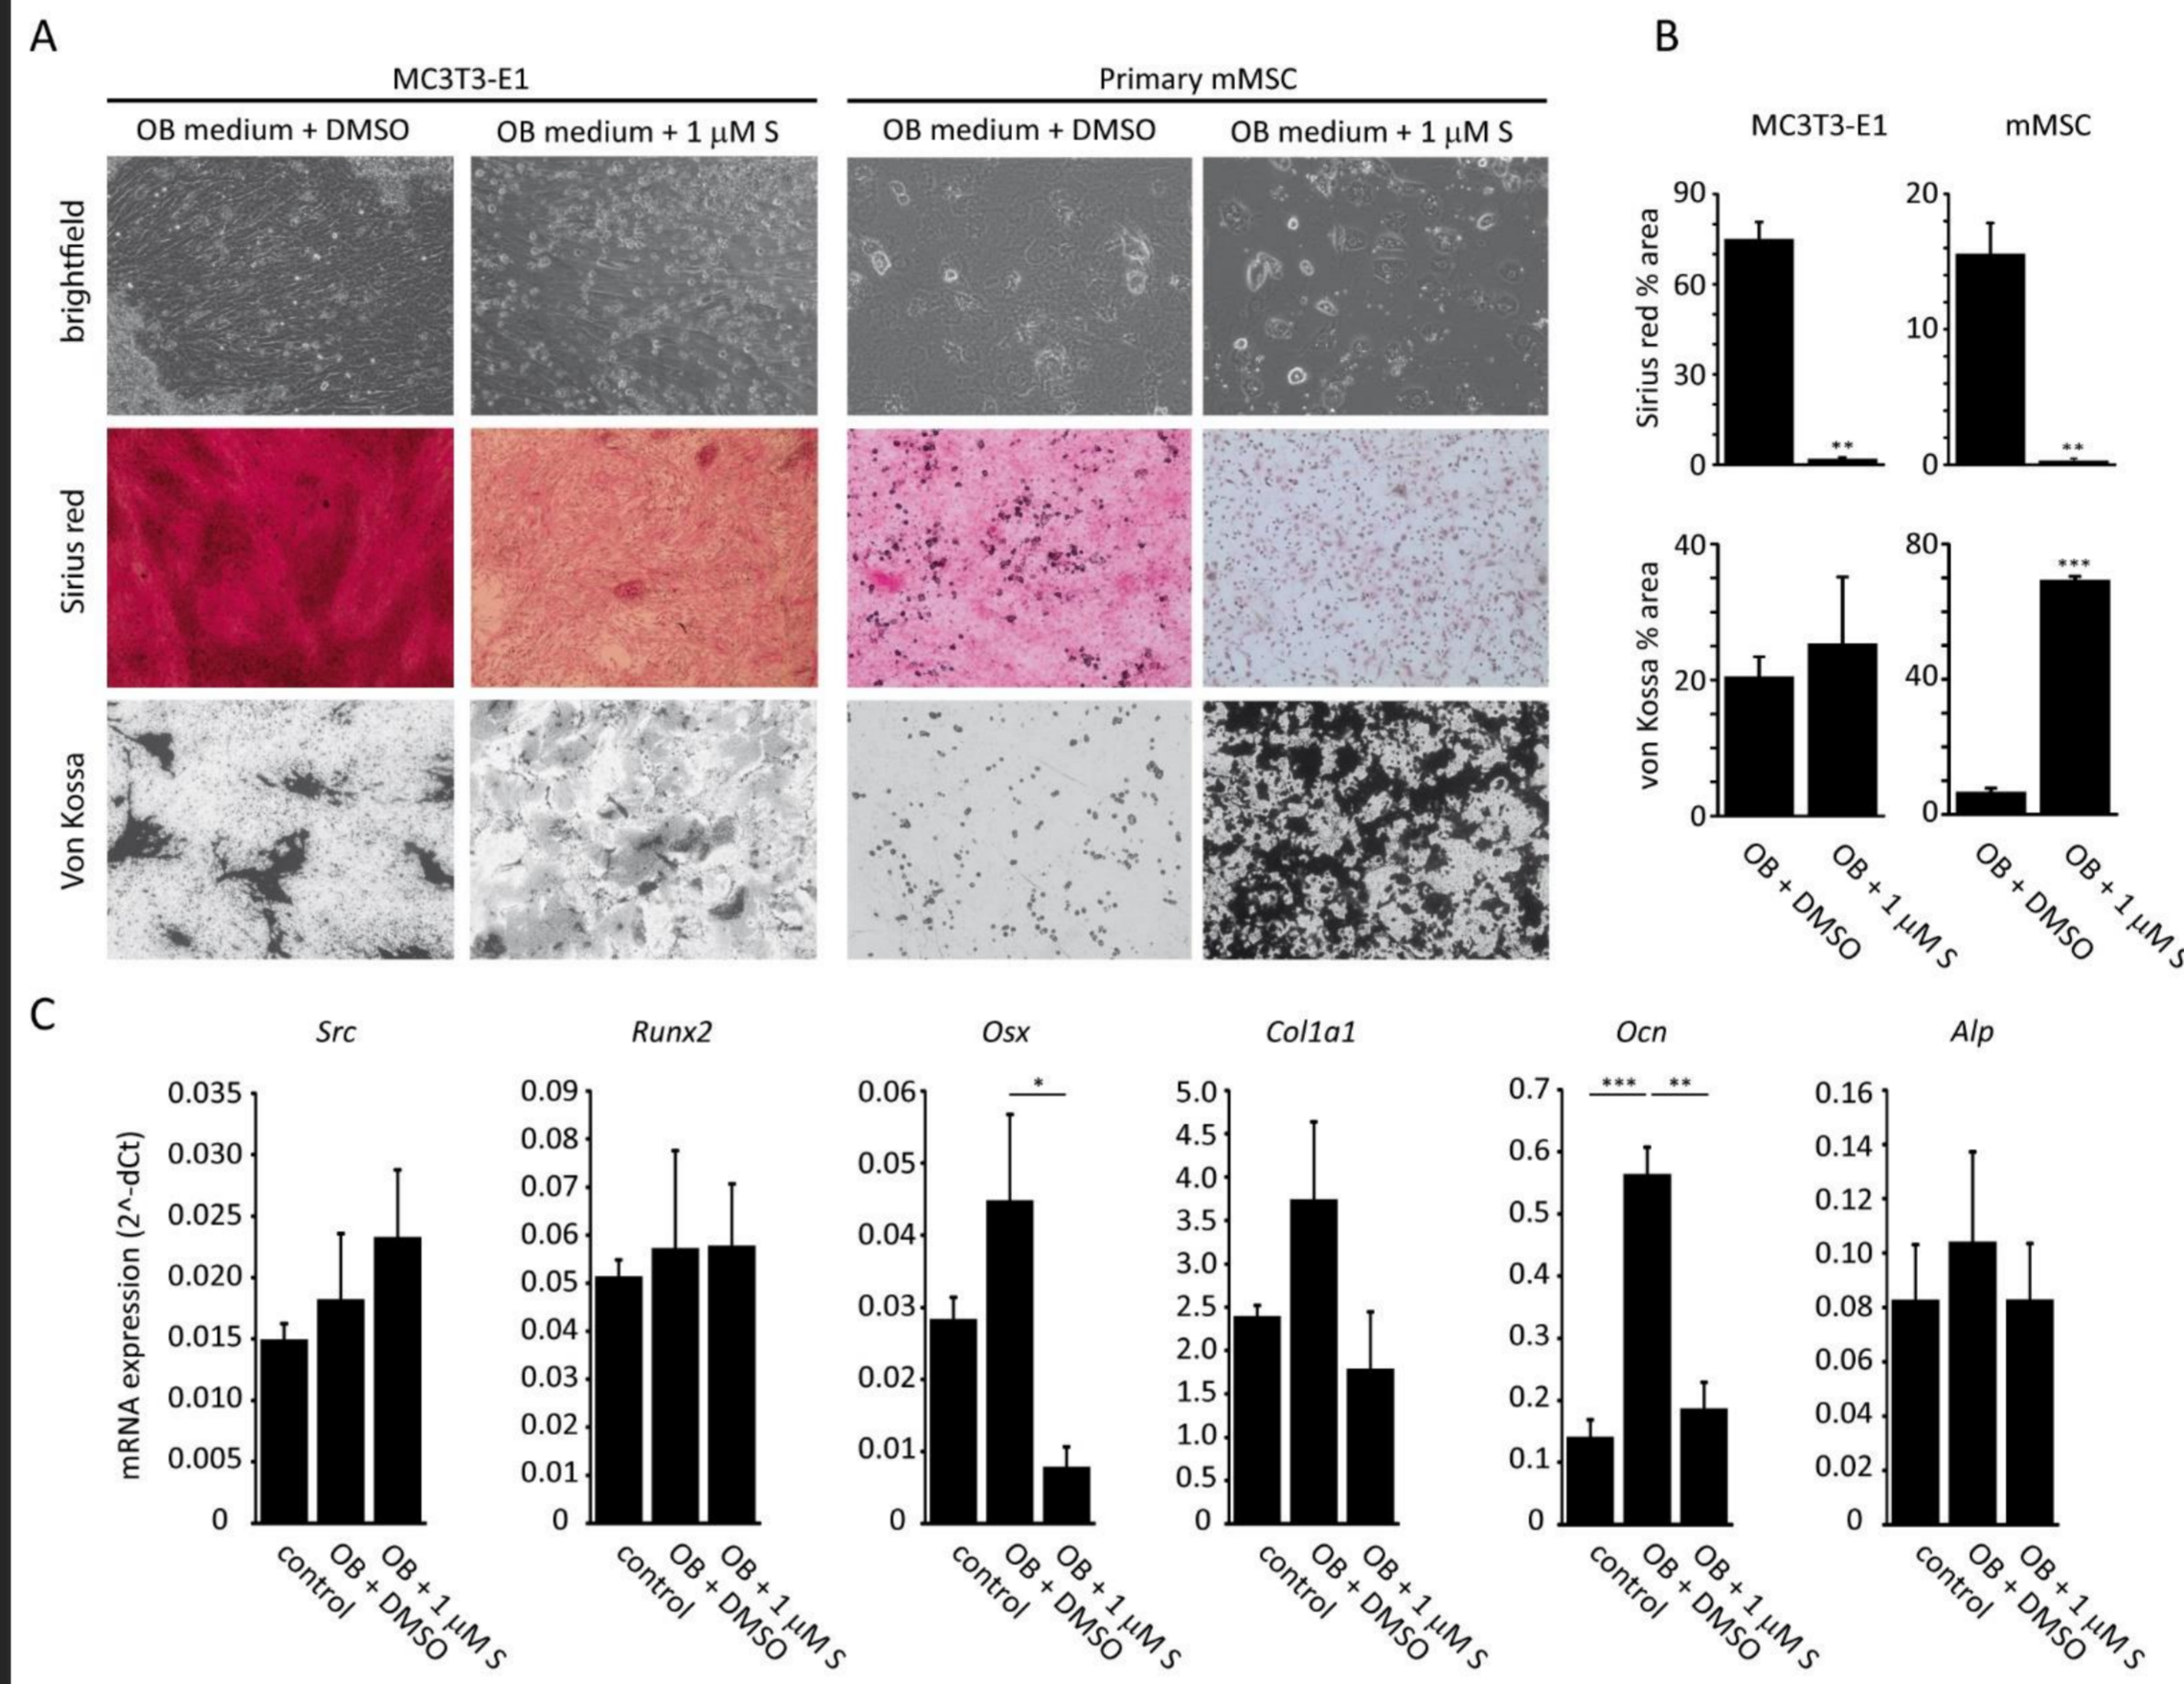 A
MC3T3-E1
Primary mMSC
OB medium + DMSO
OB medium + 1 µM S
OB medium + DMSO
OB medium + 1 µM S
brightfield
Sirius red
Von Kossa
B
MC3T3-E1
mMSC
Sirius red % area
90
60
30
0
**
20
10
0
**
von Kossa % area
40
20
0
80
40
0
***
OB + DMSO
OB + 1 µM S
OB + DMSO
OB + 1 µM S
C
mRNA expression (2^-dCt)
Src
0.035
0.030
0.025
0.020
0.015
0.010
0.005
0
control
OB + DMSO
OB + 1 µM S
Runx2
0.09
0.08
0.07
0.06
0.05
0.04
0.03
0.02
0.01
0
control
OB + DMSO
OB + 1 µM S
Osx
0.06
0.05
0.04
0.03
0.02
0.01
0
*
control
OB + DMSO
OB + 1 µM S
Col1a1
5.0
4.5
4.0
3.5
3.0
2.5
2.0
1.5
1.0
0.5
0
control
OB + DMSO
OB + 1 µM S
Ocn
0.7
0.6
0.5
0.4
0.3
0.2
0.1
0
*** **
control
OB + DMSO
OB + 1 µM S
Alp
0.16
0.14
0.12
0.10
0.08
0.06
0.04
0.02
0
control
OB + DMSO
OB + 1 µM S